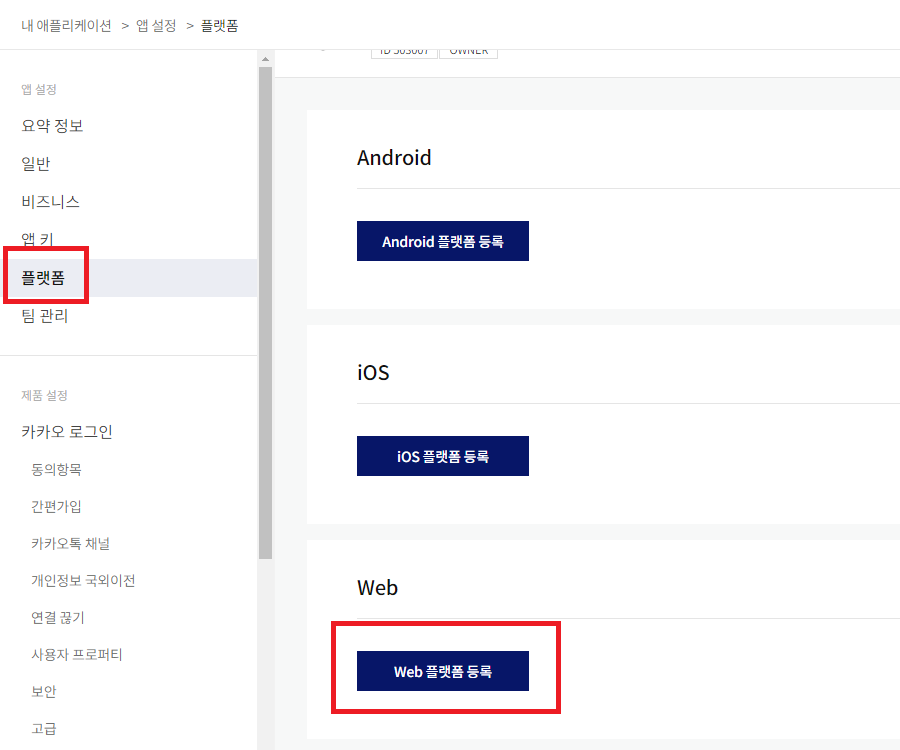 내 애플리케이션 > 앱 설정 > 플랫폼
ID 503007 OWNER
앱 설정
요약 정보
일반
비즈니스
앱 키
플랫폼
팀 관리
제품 설정
카카오 로그인
동의항목
간편가입
카카오톡 채널
개인정보 국외이전
연결 끊기
사용자 프로퍼티
보안
고급
Android
Android 플랫폼 등록
iOS
iOS 플랫폼 등록
Web
Web 플랫폼 등록